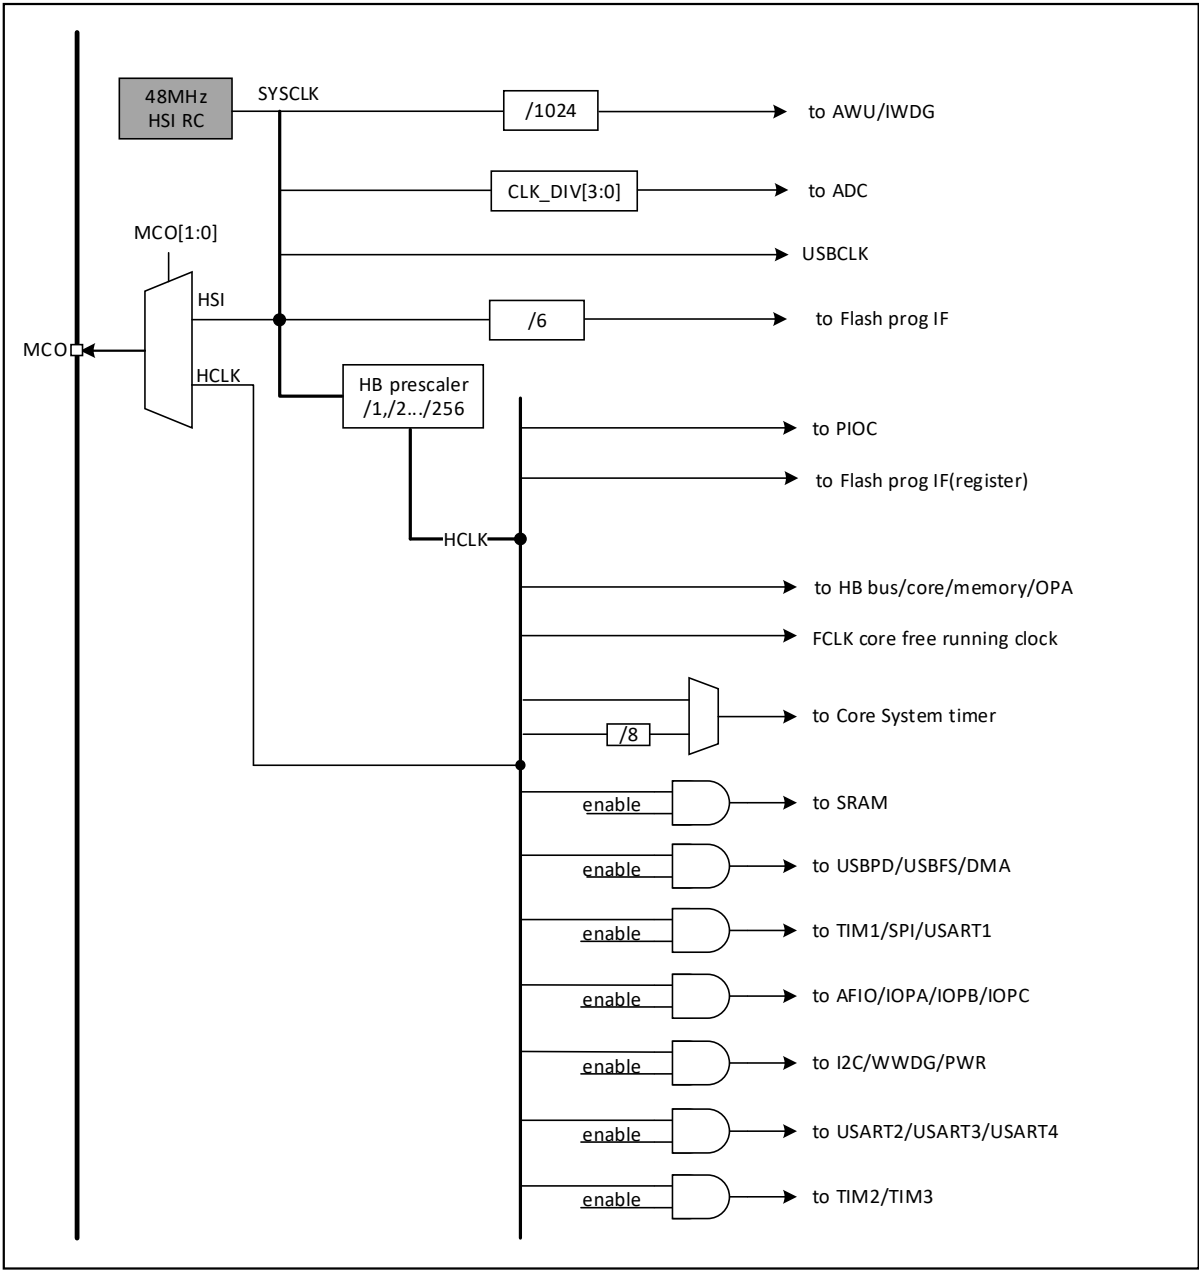 48MHz
HSI RC
SYSCLK
/1024
to AWU/IWDG
CLK_DIV[3:0]
to ADC
MCO[1:0]
USBCLK
HSI
/6
to Flash prog IF
MCO
HCLK
HB prescaler
/1,/2.../256
to PIOC
to Flash prog IF(register)
HCLK
to HB bus/core/memory/OPA
FCLK core free running clock
to Core System timer
/8
enable
to SRAM
enable
to USBPD/USBFS/DMA
enable
to TIM1/SPI/USART1
enable
to AFIO/IOPA/IOPB/IOPC
enable
to I2C/WWDG/PWR
enable
to USART2/USART3/USART4
enable
to TIM2/TIM3